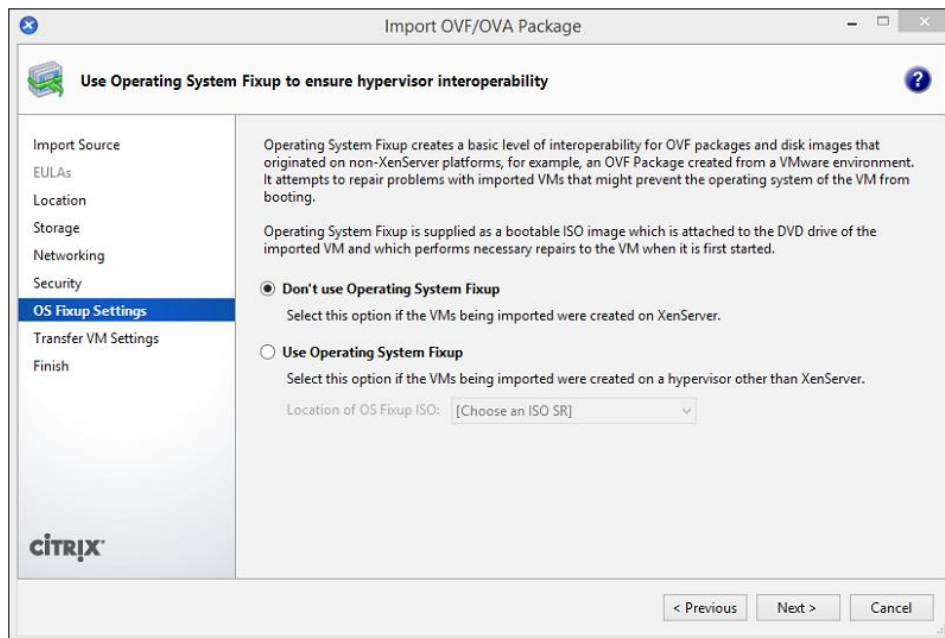 Import OVF/OVA Package
Use Operating System Fixup to ensure hypervisor interoperability
?
Import Source
EULAs
Location
Storage
Networking
Security
OS Fixup Settings
Transfer VM Settings
Finish
CİTRIX
Operating System Fixup creates a basic level of interoperability for OVF packages and disk images that
originated on non-XenServer platforms, for example, an OVF Package created from a VMware environment.
It attempts to repair problems with imported VMs that might prevent the operating system of the VM from
booting.
Operating System Fixup is supplied as a bootable ISO image which is attached to the DVD drive of the
imported VM and which performs necessary repairs to the VM when it is first started.
Don't use Operating System Fixup
Select this option if the VMs being imported were created on XenServer.
Use Operating System Fixup
Select this option if the VMs being imported were created on a hypervisor other than XenServer.
Location of OS Fixup ISO: [Choose an ISO SR]
< Previous Next > Cancel